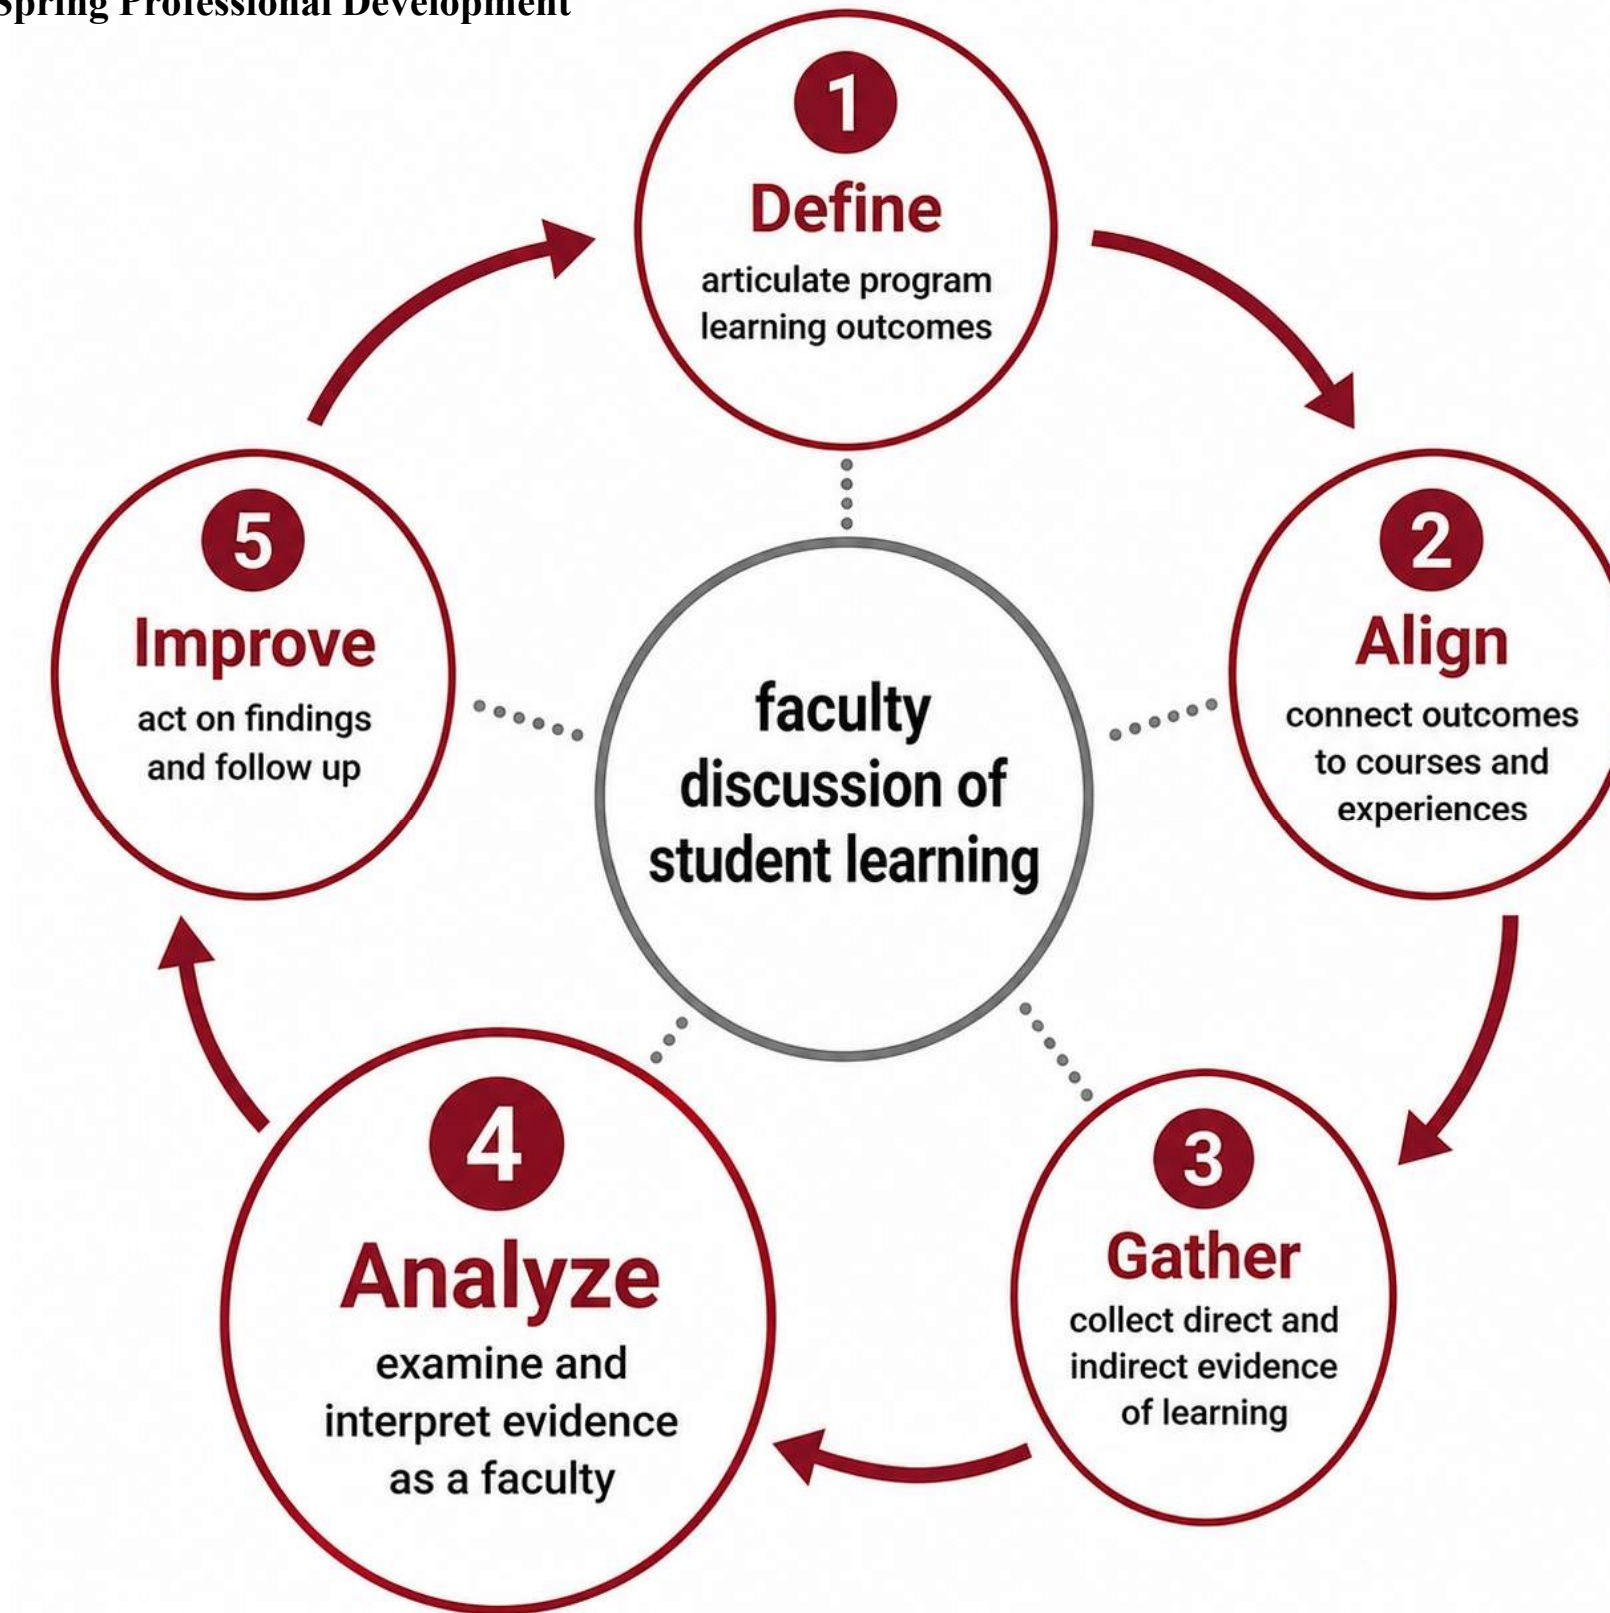 Spring Professional Development
1
Define
articulate program
learning outcomes
2
Align
connect outcomes
to courses and
experiences
3
Gather
collect direct and
indirect evidence
of learning
4
Analyze
examine and
interpret evidence
as a faculty
5
Improve
act on findings
and follow up
faculty
discussion of
student learning